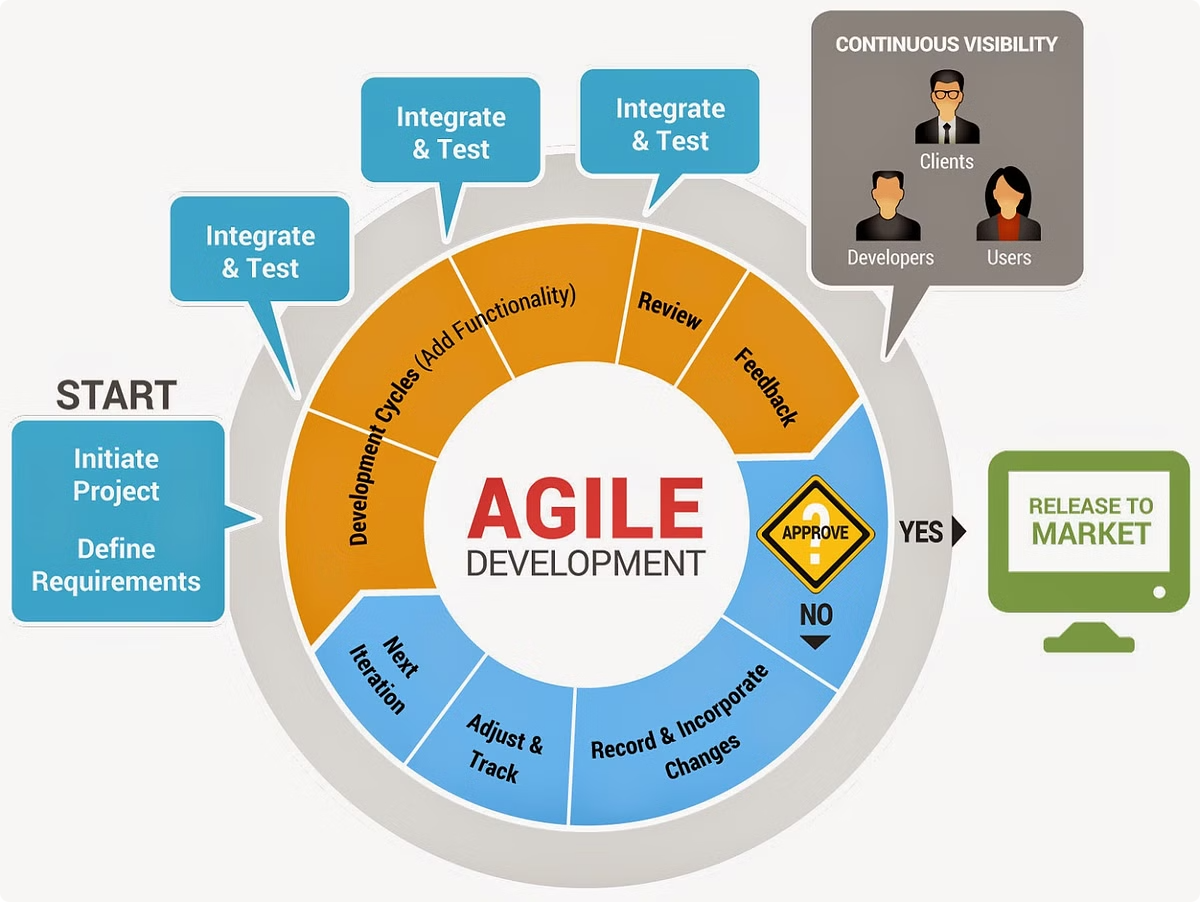 CONTINUOUS VISIBILITY
Clients
Developers
Users
Integrate
& Test
Integrate
& Test
Integrate
& Test
START
Initiate
Project
Define
Requirements
Development Cycles (Add Functionality)
Review
Feedback
AGILE
DEVELOPMENT
?
APPROVE
YES
RELEASE TO
MARKET
NO
Record & Incorporate
Changes
Adjust &
Track
Next
Iteration